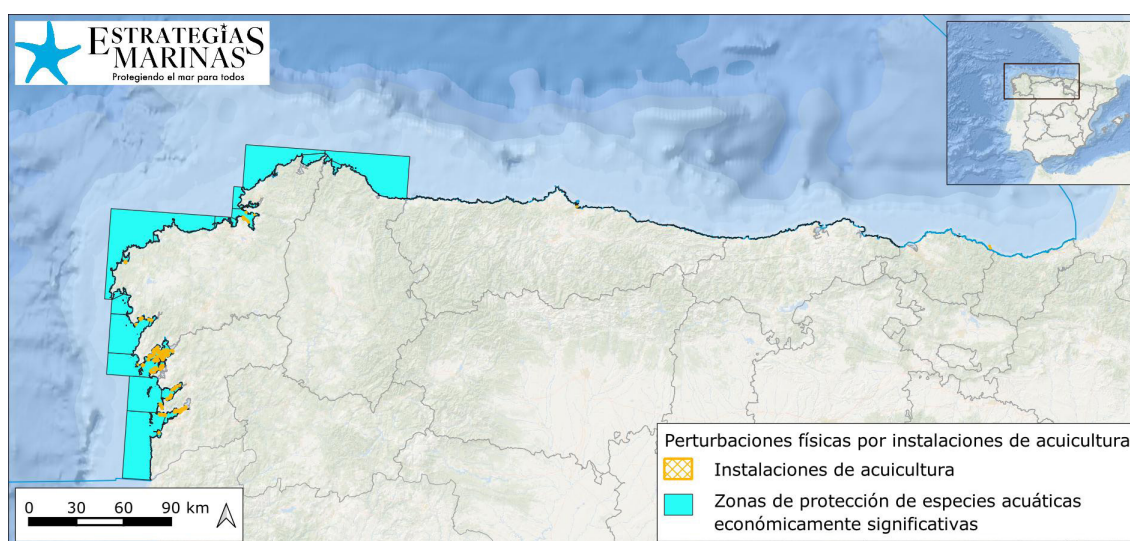 ESTRATEGIAS
MARINAS
Protegiendo el mar para todos
Perturbaciones físicas por instalaciones de acuicultura
Instalaciones de acuicultura
Zonas de protección de especies acuáticas
económicamente significativas
0 30 60 90 km